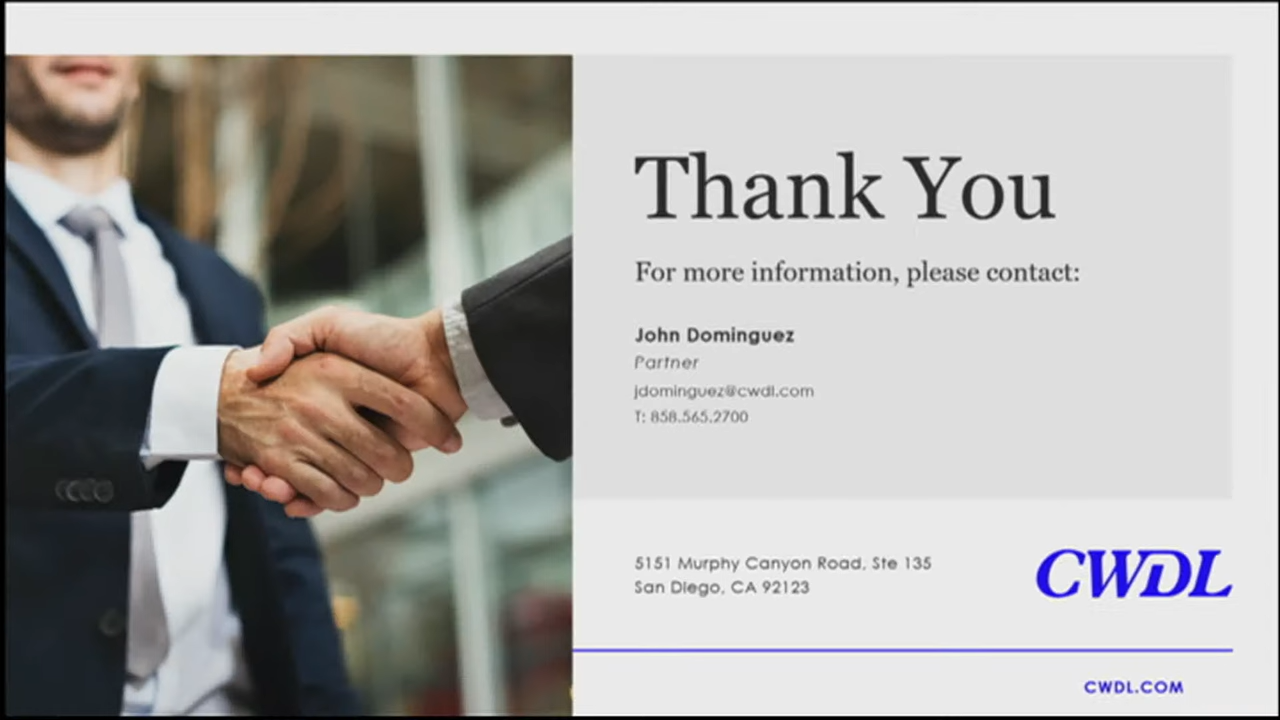 Thank You
For more information, please contact:
John Dominguez
Partner
jdominguez@cwdl.com
T: 858.565.2700
5151 Murphy Canyon Road, Ste 135
San Diego, CA 92123
CWDL
CWDL.COM